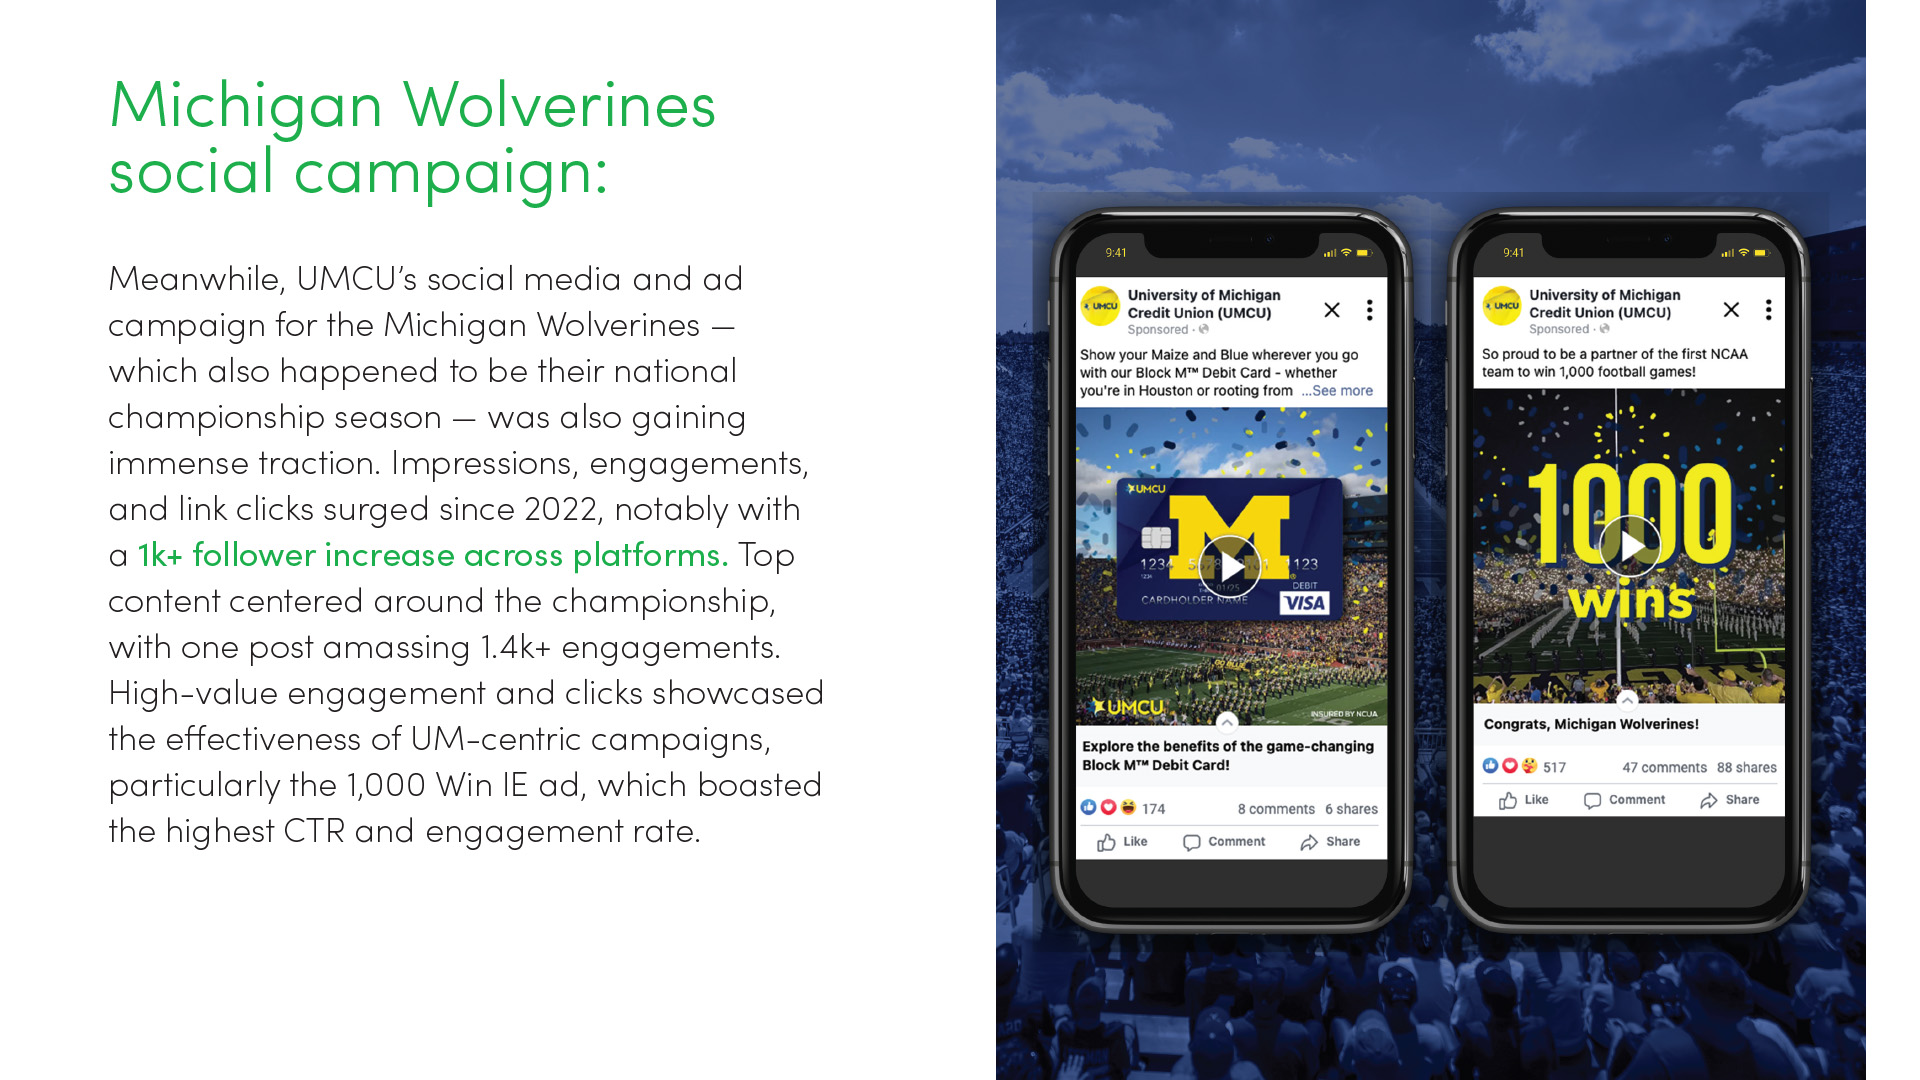 Michigan Wolverines
social campaign:
Meanwhile, UMCU’s social media and ad
campaign for the Michigan Wolverines —
which also happened to be their national
championship season — was also gaining
immense traction. Impressions, engagements,
and link clicks surged since 2022, notably with
a 1k+ follower increase across platforms. Top
content centered around the championship,
with one post amassing 1.4k+ engagements.
High-value engagement and clicks showcased
the effectiveness of UM-centric campaigns,
particularly the 1,000 Win IE ad, which boasted
the highest CTR and engagement rate.
9:41
UMCU
University of Michigan
Credit Union (UMCU)
Sponsored ·
Show your Maize and Blue wherever you go
with our Block M™ Debit Card - whether
you're in Houston or rooting from ...See more
UMCU
M
1234
1234
01/25
DEBIT
CARDHOLDER NAME
VISA
GO BLUE
UMCU
INSURED BY NCUA
Explore the benefits of the game-changing
Block M™ Debit Card!
174 8 comments 6 shares
Like Comment Share
9:41
UMCU
University of Michigan
Credit Union (UMCU)
Sponsored ·
So proud to be a partner of the first NCAA
team to win 1,000 football games!
1000
wins
Congrats, Michigan Wolverines!
517 47 comments 88 shares
Like Comment Share